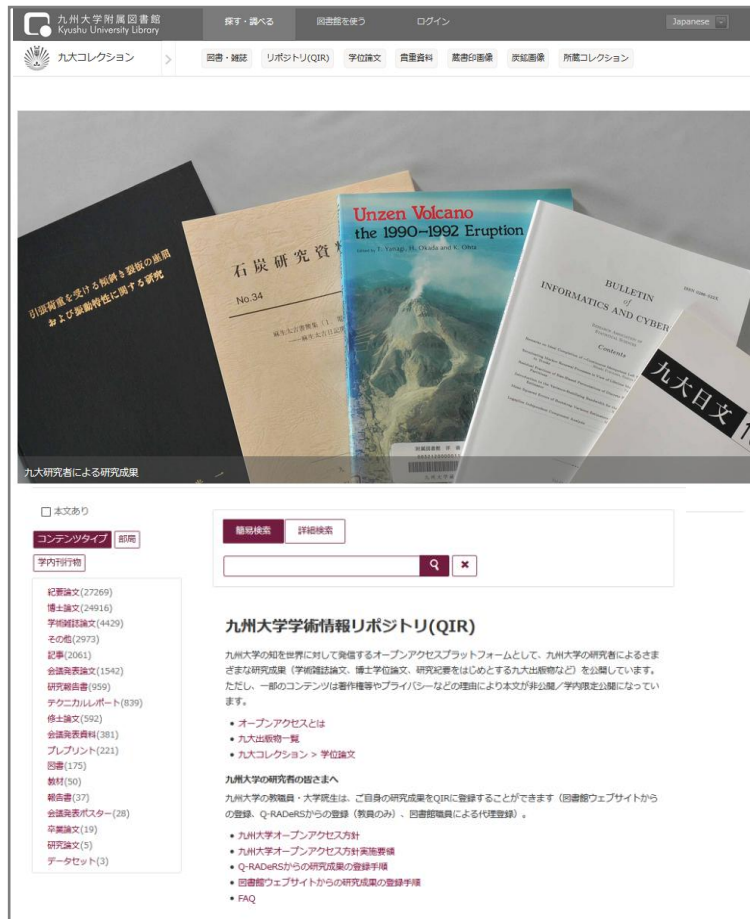 九州大学附属図書館
Kyushu University Library
探す・調べる
図書館を使う
ログイン
Japanese
九大コレクション
図書・雑誌
リポジトリ(QIR)
学位論文
貴重資料
蔵書印画像
炭鉱画像
所蔵コレクション
引張荷重を受ける傾斜き裂板の座屈
および振動特性に関する研究
石炭研究資料
No.34
Unzen Volcano
the 1990–1992 Eruption
Edited by T. Yanagi, H. Okada and K. Ohta
BULLETIN
of
INFORMATICS AND CYBER
Contents
九大日文
九大研究者による研究成果
本文あり
コンテンツタイプ
部局
学内刊行物
紀要論文(27269)
博士論文(24916)
学術雑誌論文(4429)
その他(2973)
記事(2061)
会議発表論文(1542)
研究報告書(959)
テクニカルレポート(839)
修士論文(592)
会議発表資料(381)
プレプリント(221)
図書(175)
教材(50)
報告書(37)
会議発表ポスター(28)
卒業論文(19)
研究論文(5)
データセット(3)
簡易検索
詳細検索
九州大学学術情報リポジトリ(QIR)
九州大学の知を世界に対して発信するオープンアクセスプラットフォームとして、九州大学の研究者によるさま
ざまな研究成果（学術雑誌論文、博士学位論文、研究紀要をはじめとする九大出版物など）を公開しています。
ただし、一部のコンテンツは著作権等やプライバシーなどの理由により本文が非公開／学内限定公開になってい
ます。
• オープンアクセスとは
• 九大出版物一覧
• 九大コレクション > 学位論文
九州大学の研究者の皆さまへ
九州大学の教職員・大学院生は、ご自身の研究成果をQIRに登録することができます（図書館ウェブサイトから
の登録、Q-RADeRSからの登録（教員のみ）、図書館職員による代理登録）。
• 九州大学オープンアクセス方針
• 九州大学オープンアクセス方針実施要領
• Q-RADeRSからの研究成果の登録手順
• 図書館ウェブサイトからの研究成果の登録手順
• FAQ